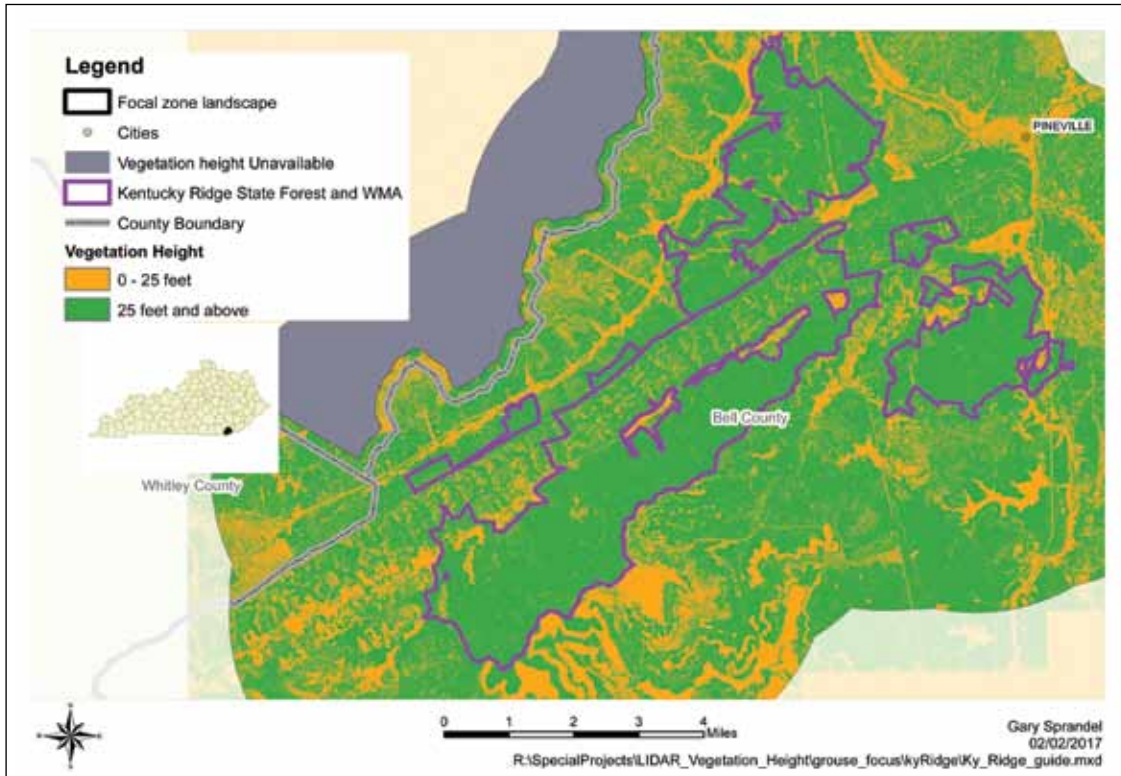 Legend
Focal zone landscape
Cities
Vegetation height Unavailable
Kentucky Ridge State Forest and WMA
County Boundary
Vegetation Height
0 - 25 feet
25 feet and above
PINEVILLE
Bell County
Whitley County
0 1 2 3 4
Miles
Gary Sprandel
02/02/2017
R:\SpecialProjects\LIDAR_Vegetation_Height\grouse_focus\kyRidge\Ky_Ridge_guide.mxd